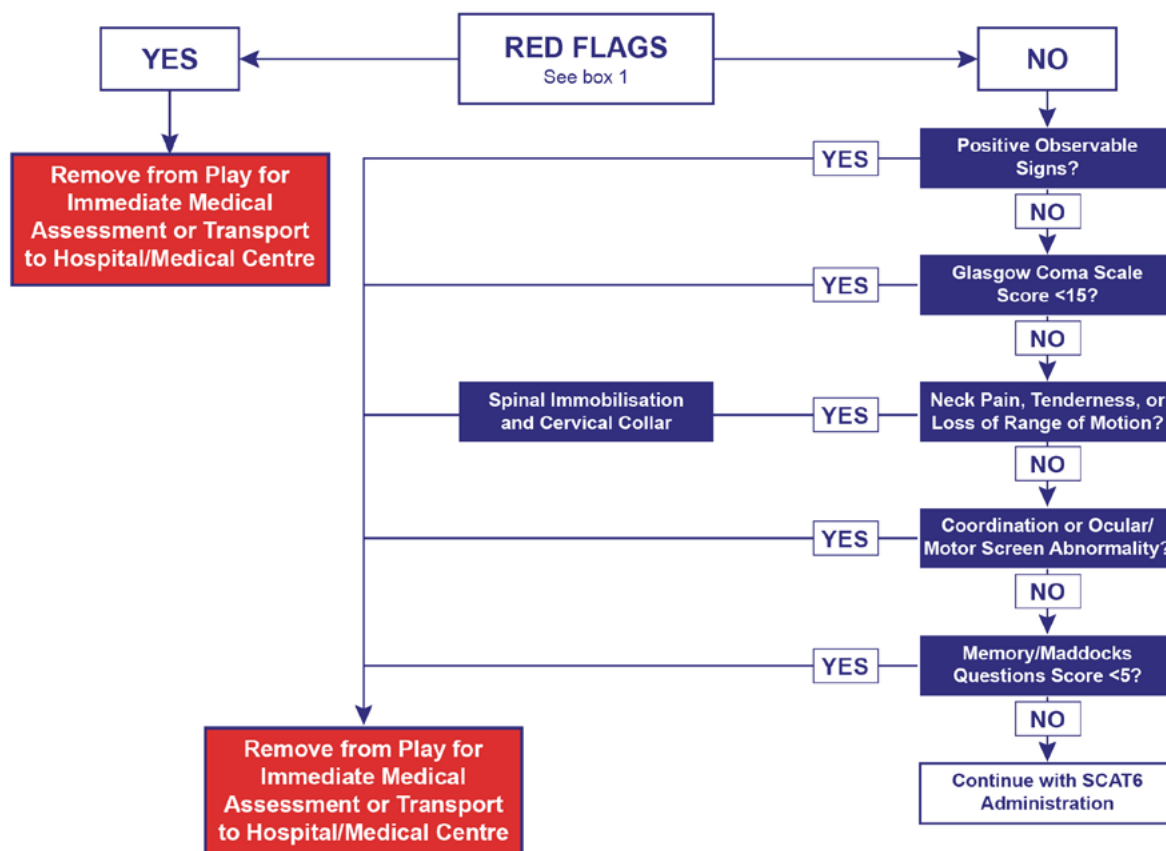 YES
RED FLAGS
See box 1
NO
Remove from Play for
Immediate Medical
Assessment or Transport
to Hospital/Medical Centre
YES
Positive Observable
Signs?
NO
YES
Glasgow Coma Scale
Score <15?
NO
Spinal Immobilisation
and Cervical Collar
YES
Neck Pain, Tenderness, or
Loss of Range of Motion?
NO
YES
Coordination or Ocular/
Motor Screen Abnormality?
NO
YES
Memory/Maddocks
Questions Score <5?
NO
Remove from Play for
Immediate Medical
Assessment or Transport
to Hospital/Medical Centre
Continue with SCAT6
Administration